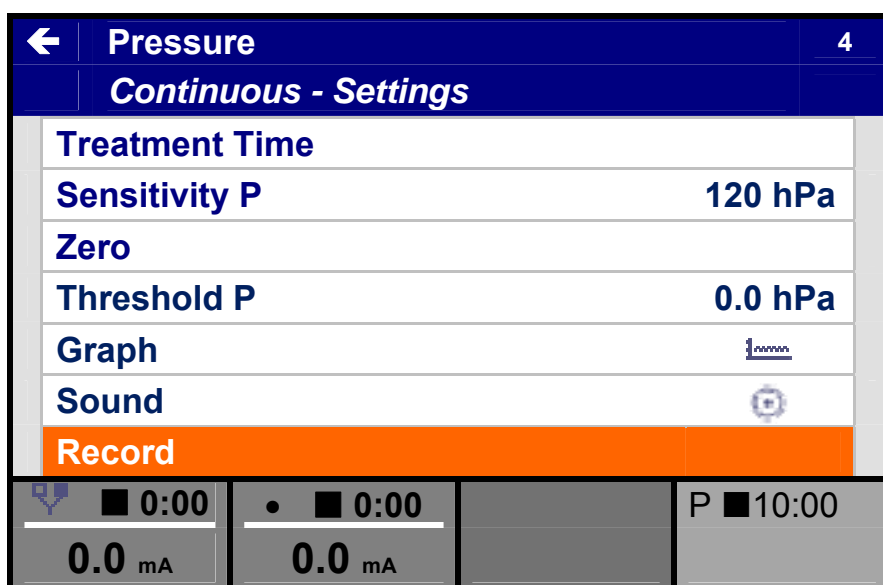 Pressure 4
Continuous - Settings
Treatment Time
Sensitivity P 120 hPa
Zero
Threshold P 0.0 hPa
Graph
Sound
Record
0:00 0:00 P 10:00
0.0 mA 0.0 mA